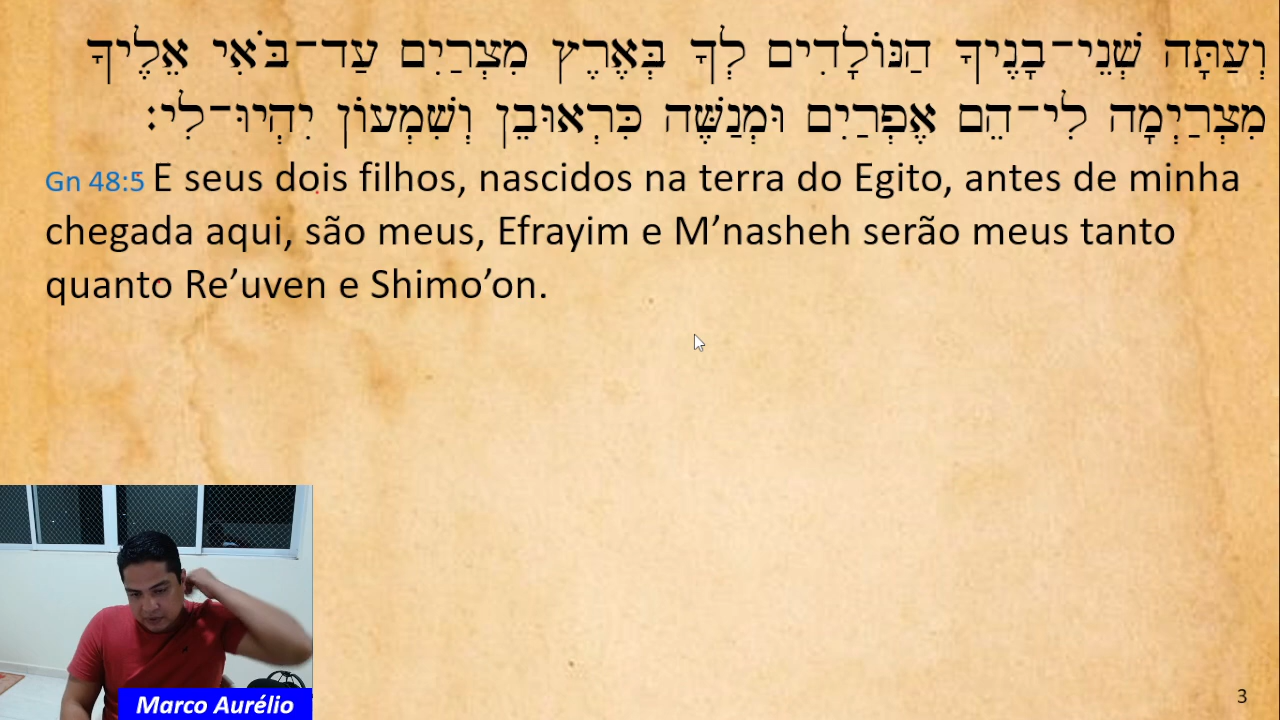 וְעַתָּה שְׁנֵי־בָנֶיךָ הַנּוֹלָדִים לְךָ בְּאֶרֶץ מִצְרַיִם עַד־בֹּאִי אֵלֶיךָ
מִצְרַיְמָה לִי־הֵם אֶפְרַיִם וּמְנַשֶּׁה כִּרְאוּבֵן וְשִׁמְעוֹן יִהְיוּ־לִי׃
Gn 48:5 E seus dois filhos, nascidos na terra do Egito, antes de minha
chegada aqui, são meus, Efrayim e M’nasheh serão meus tanto
quanto Re’uven e Shimo’on.
Marco Aurélio
3